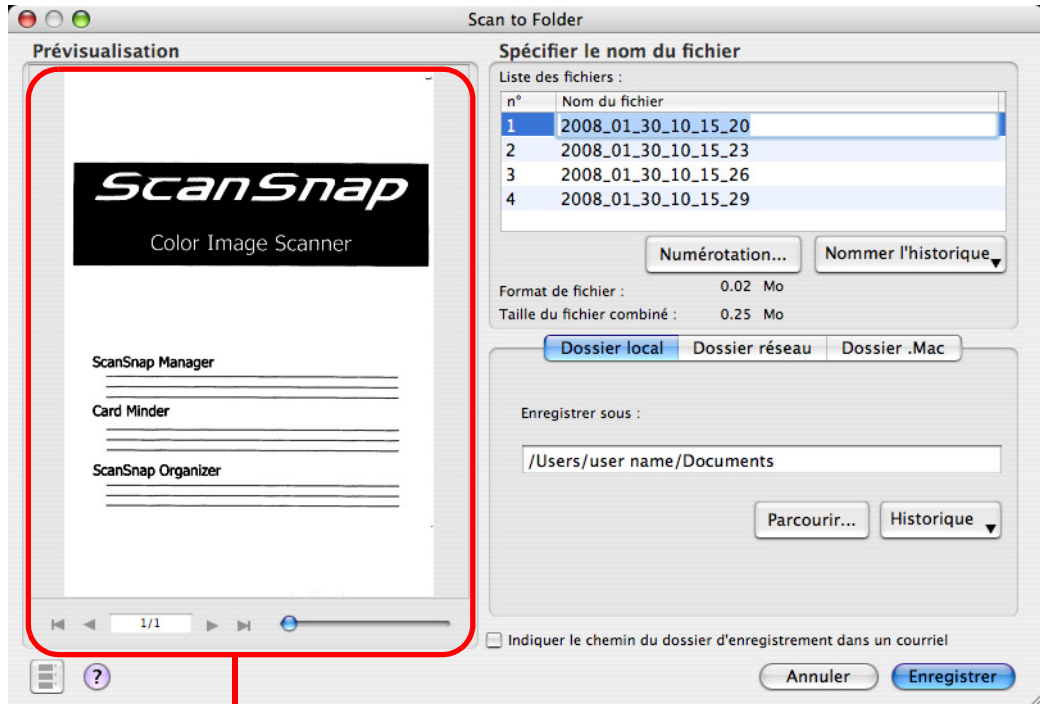 Scan to Folder
Prévisualisation
ScanSnap
Color Image Scanner
ScanSnap Manager
Card Minder
ScanSnap Organizer
1/1
?
Spécifier le nom du fichier
Liste des fichiers :
n° Nom du fichier
1 2008_01_30_10_15_20
2 2008_01_30_10_15_23
3 2008_01_30_10_15_26
4 2008_01_30_10_15_29
Numérotation... Nommer l'historique
Format de fichier : 0.02 Mo
Taille du fichier combiné : 0.25 Mo
Dossier local Dossier réseau Dossier .Mac
Enregistrer sous :
/Users/user name/Documents
Parcourir... Historique
Indiquer le chemin du dossier d'enregistrement dans un courriel
Annuler Enregistrer